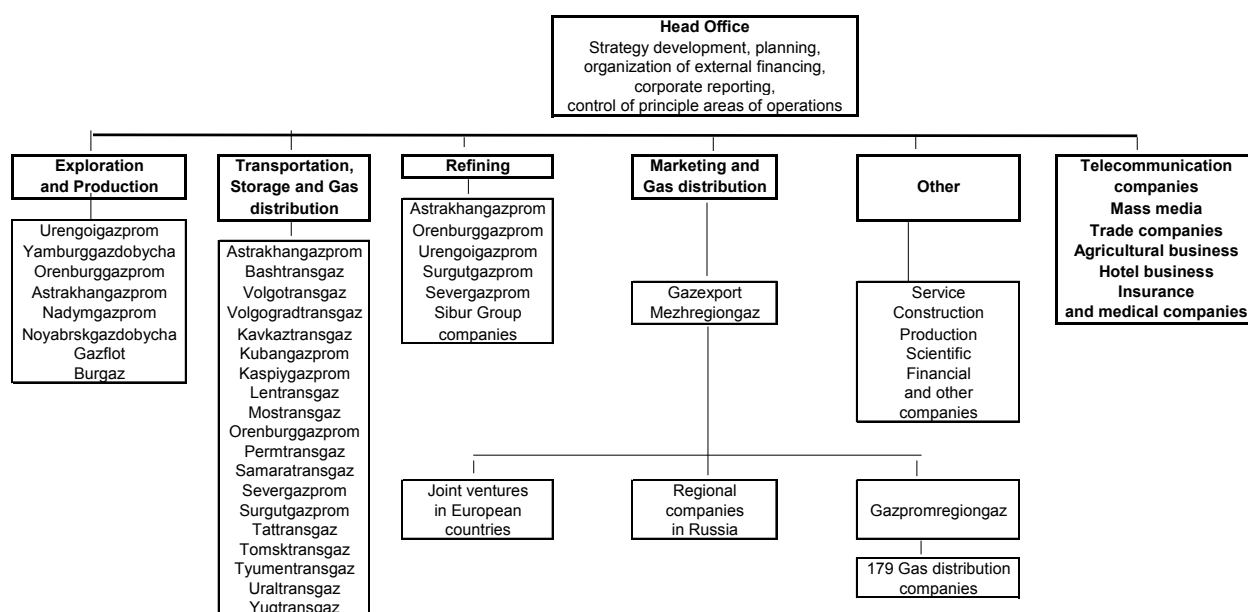 Head Office
Strategy development, planning,
organization of external financing,
corporate reporting,
control of principle areas of operations
Exploration
and Production
Urengoigazprom
Yamburggazdobycha
Orenburggazprom
Astrakhangazprom
Nadymgazprom
Noyabrskgazdobycha
Gazflot
Burgaz
Transportation,
Storage and Gas
distribution
Astrakhangazprom
Bashtransgaz
Volgotransgaz
Volgogradtransgaz
Kavkaztransgaz
Kubangazprom
Kaspiygazprom
Lentransgaz
Mostransgaz
Orenburggazprom
Permtransgaz
Samaratransgaz
Severgazprom
Surgutgazprom
Tattransgaz
Tomsktransgaz
Tyumentransgaz
Uraltransgaz
Yugtransgaz
Refining
Astrakhangazprom
Orenburggazprom
Urengoigazprom
Surgutgazprom
Severgazprom
Sibur Group
companies
Marketing and
Gas distribution
Gazexport
Mezhregiongaz
Joint ventures
in European
countries
Regional
companies
in Russia
Gazpromregiongaz
179 Gas distribution
companies
Other
Service
Construction
Production
Scientific
Financial
and other
companies
Telecommunication
companies
Mass media
Trade companies
Agricultural business
Hotel business
Insurance
and medical companies